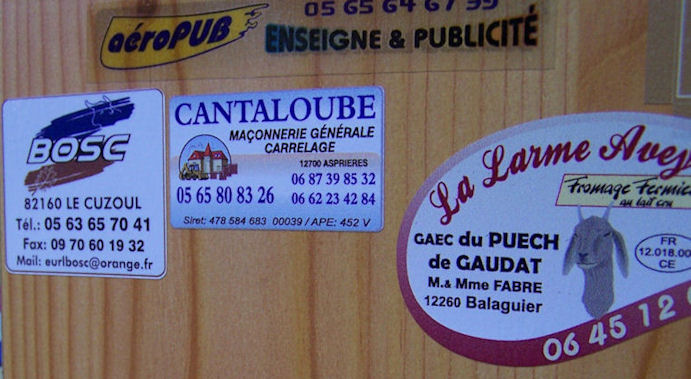 aéroPUB
05 65 64 67 39
ENSEIGNE & PUBLICITÉ
BOSC
82160 LE CUZOUL
Tél.: 05 63 65 70 41
Fax: 09 70 60 19 32
Mail: eurlbosc@orange.fr
CANTALOUBE
MAÇONNERIE GÉNÉRALE
CARRELAGE
12700 ASPRIERES
06 87 39 85 32
05 65 80 83 26
06 62 23 42 84
Siret: 478 584 683 00039 / APE: 452 V
La Larme Avey
Fromage Fermie
au lait cru
GAEC du PUECH
de GAUDAT
M.& Mme FABRE
12260 Balaguier
FR
12.018.00
CE
06 45 12